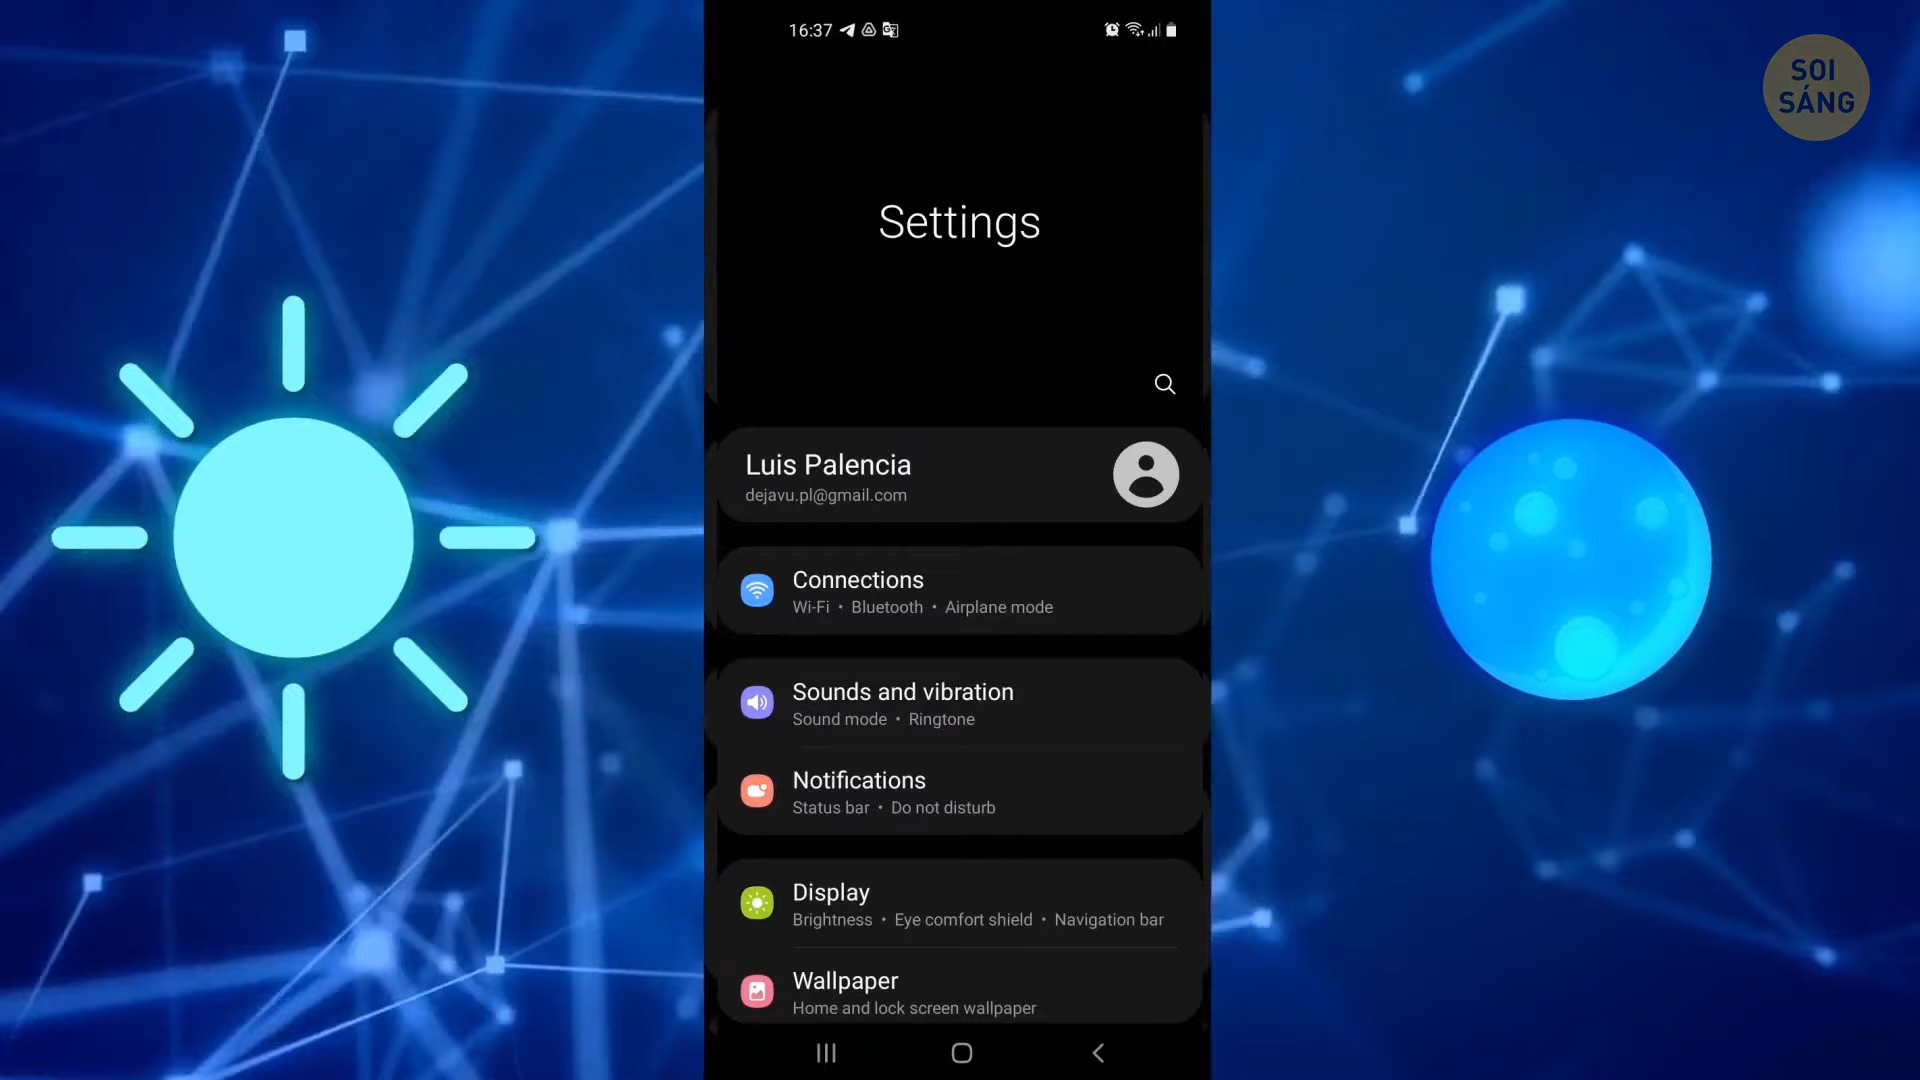 16:37
SOI
SÁNG
Settings
Luis Palencia
dejavu.pl@gmail.com
Connections
Wi-Fi • Bluetooth • Airplane mode
Sounds and vibration
Sound mode • Ringtone
Notifications
Status bar • Do not disturb
Display
Brightness • Eye comfort shield • Navigation bar
Wallpaper
Home and lock screen wallpaper